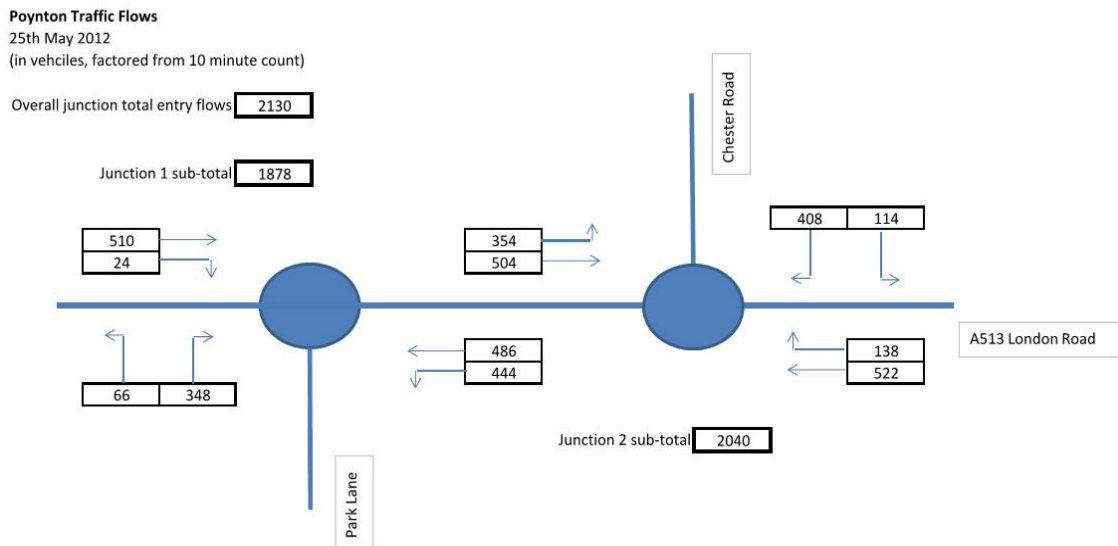 Poynton Traffic Flows
25th May 2012
(in vehciles, factored from 10 minute count)
Overall junction total entry flows 2130
Junction 1 sub-total 1878
Chester Road
408 114
510
24
354
504
A513 London Road
486
444
138
522
66 348
Junction 2 sub-total 2040
Park Lane